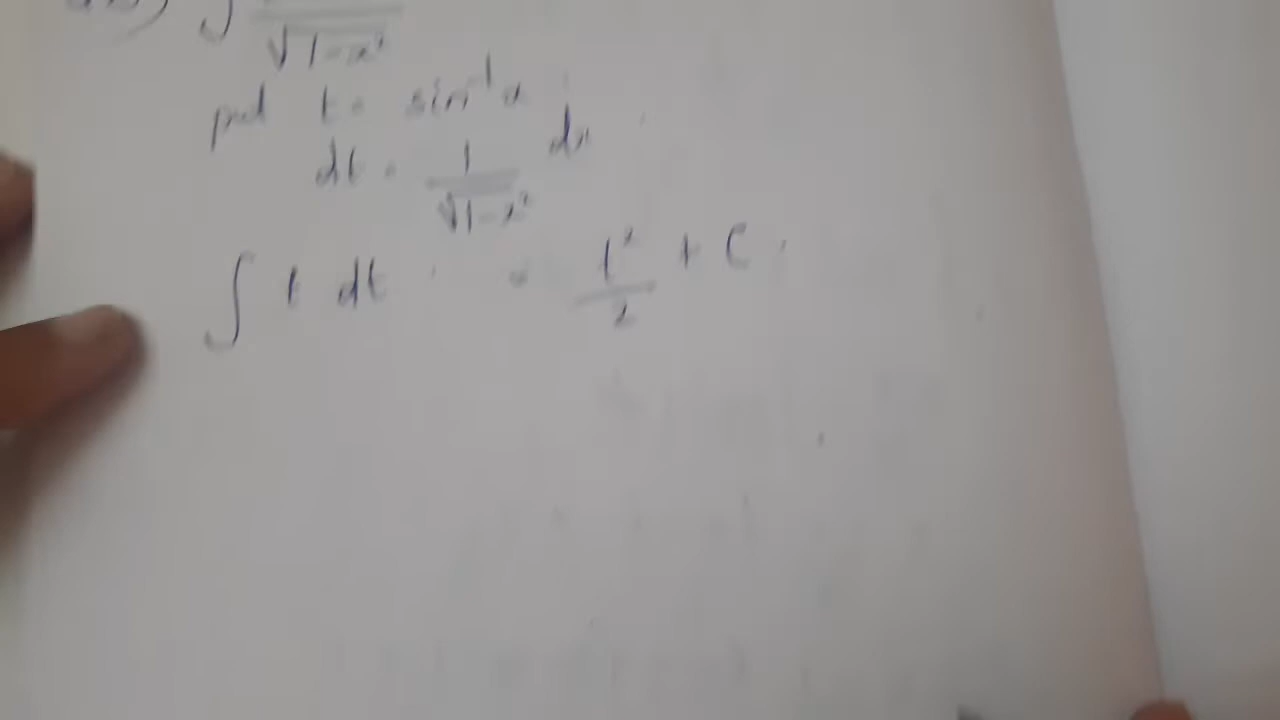 ∫ / √1-x²
put t = sin⁻¹x
dt = 1/√1-x² dx
∫ t dt = t²/2 + C.